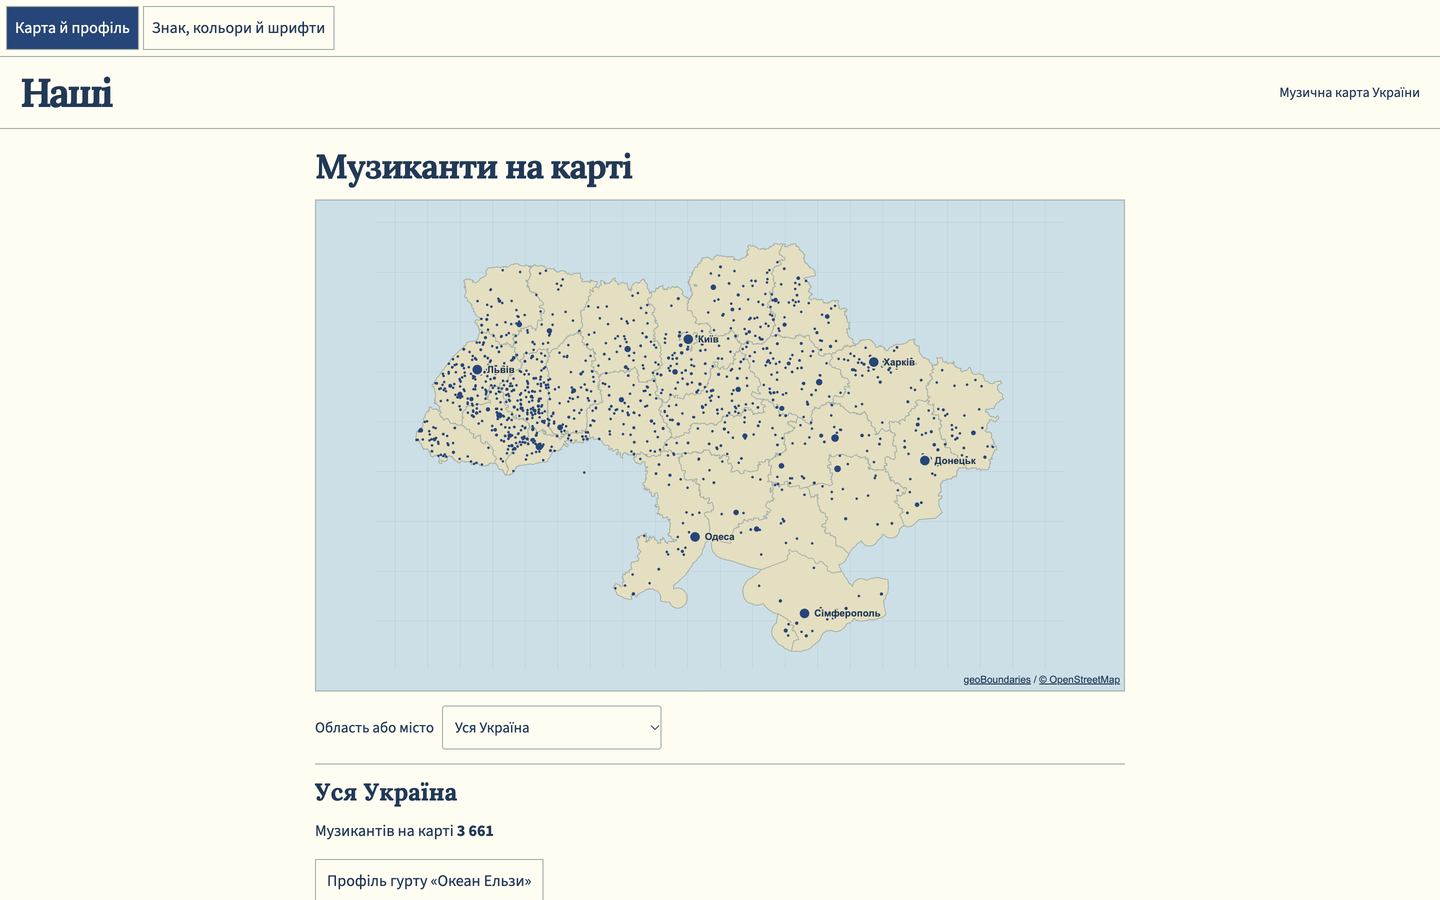 Карта й профіль
Знак, кольори й шрифти
Наші
Музична карта України
Музиканти на карті
Київ
Харків
Львів
Донецьк
Одеса
Сімферополь
geoBoundaries / © OpenStreetMap
Область або місто
Уся Україна
Уся Україна
Музикантів на карті 3 661
Профіль гурту «Океан Ельзи»